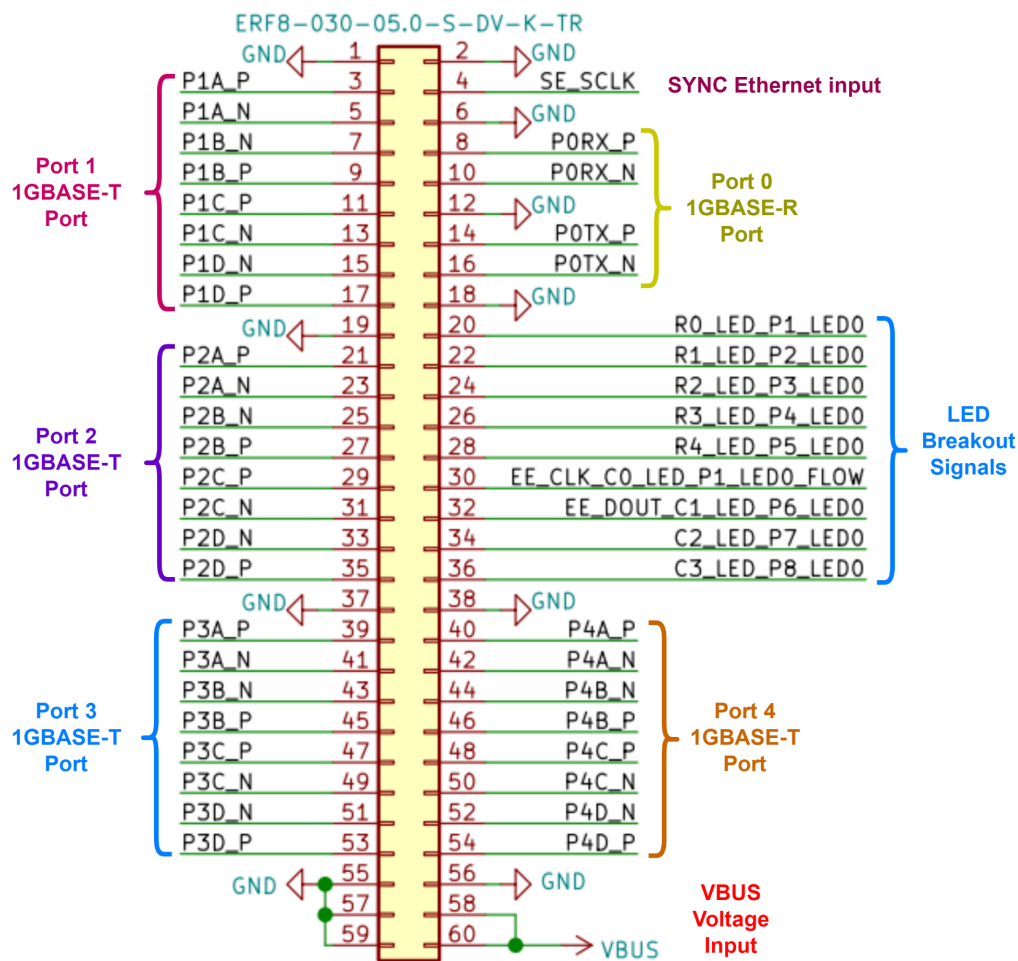 ERF8-030-05.0-S-DV-K-TR
GND 1 2 GND
P1A_P 3 4 SE_SCLK SYNC Ethernet input
P1A_N 5 6 GND
P1B_N 7 8 P0RX_P
P1B_P 9 10 P0RX_N
Port 1
1GBASE-T
Port
Port 0
1GBASE-R
Port
P1C_P 11 12 GND
P1C_N 13 14 P0TX_P
P1D_N 15 16 P0TX_N
P1D_P 17 18 GND
GND 19 20 R0_LED_P1_LED0
P2A_P 21 22 R1_LED_P2_LED0
P2A_N 23 24 R2_LED_P3_LED0
P2B_N 25 26 R3_LED_P4_LED0
P2B_P 27 28 R4_LED_P5_LED0
Port 2
1GBASE-T
Port
LED
Breakout
Signals
P2C_P 29 30 EE_CLK_C0_LED_P1_LED0_FLOW
P2C_N 31 32 EE_DOUT_C1_LED_P6_LED0
P2D_N 33 34 C2_LED_P7_LED0
P2D_P 35 36 C3_LED_P8_LED0
GND 37 38 GND
P3A_P 39 40 P4A_P
P3A_N 41 42 P4A_N
P3B_N 43 44 P4B_N
P3B_P 45 46 P4B_P
Port 3
1GBASE-T
Port
Port 4
1GBASE-T
Port
P3C_P 47 48 P4C_P
P3C_N 49 50 P4C_N
P3D_N 51 52 P4D_N
P3D_P 53 54 P4D_P
GND 55 56 GND
57 58
59 60 VBUS
VBUS
Voltage
Input